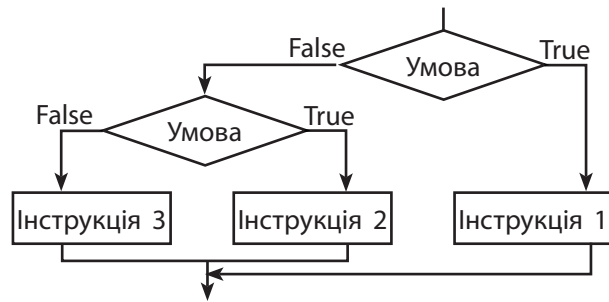 False
Умова
True
False
Умова
True
Інструкція 3
Інструкція 2
Інструкція 1